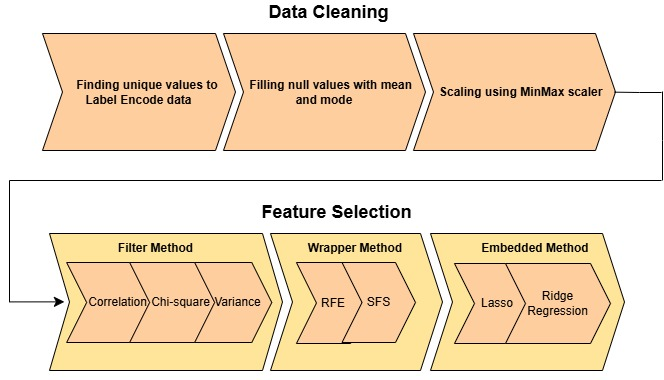 Data Cleaning
Finding unique values to
Label Encode data
Filling null values with mean
and mode
Scaling using MinMax scaler
Feature Selection
Filter Method
Correlation
Chi-square
Variance
Wrapper Method
RFE
SFS
Embedded Method
Lasso
Ridge
Regression